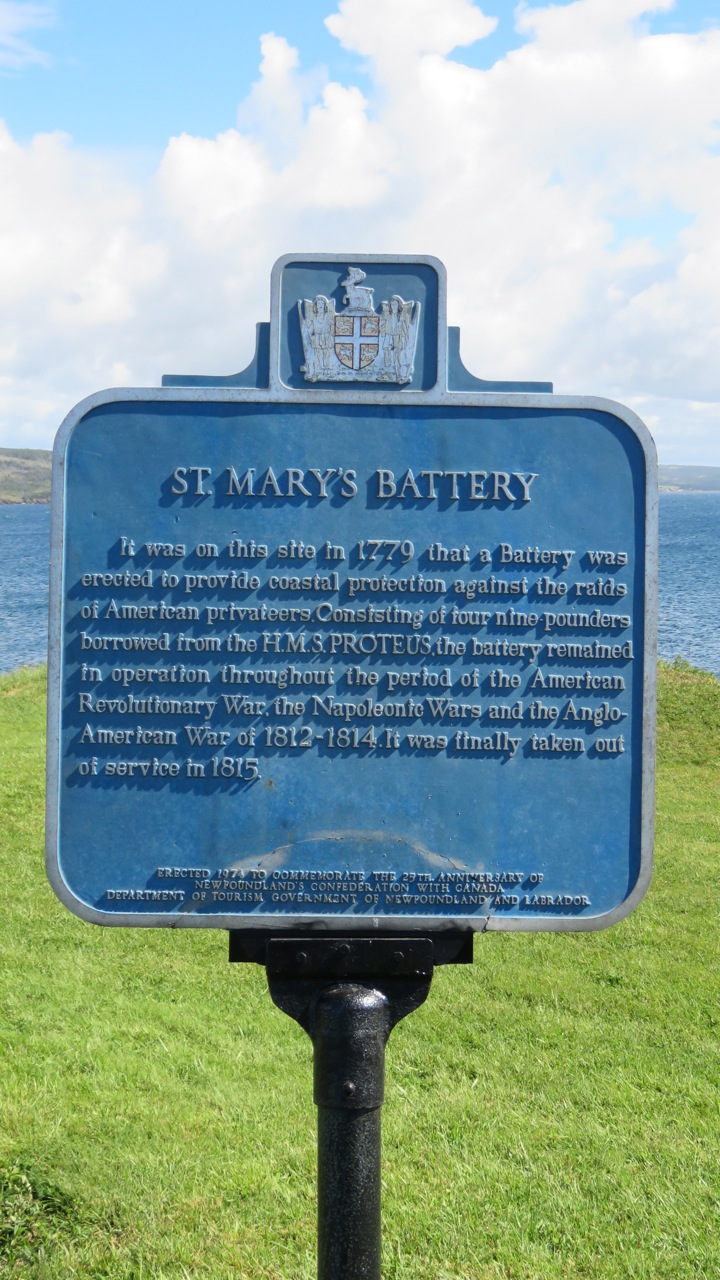 ST. MARY'S BATTERY
It was on this site in 1779 that a Battery was
erected to provide coastal protection against the raids
of American privateers. Consisting of four nine-pounders
borrowed from the H.M.S. PROTEUS, the battery remained
in operation throughout the period of the American
Revolutionary War, the Napoleonic Wars and the Anglo-
American War of 1812-1814. It was finally taken out
of service in 1815.
ERECTED 1974 TO COMMEMORATE THE 25TH. ANNIVERSARY OF
NEWFOUNDLAND'S CONFEDERATION WITH CANADA
DEPARTMENT OF TOURISM GOVERNMENT OF NEWFOUNDLAND AND LABRADOR